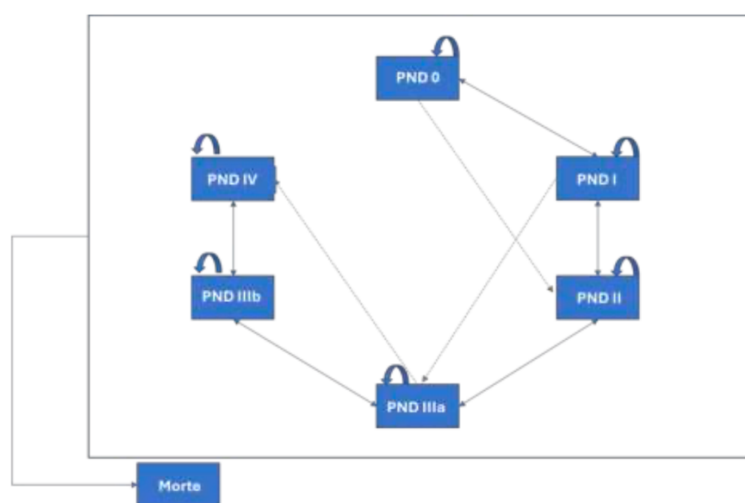 PND 0
PND IV
PND I
PND IIIb
PND II
PND IIIa
Morte